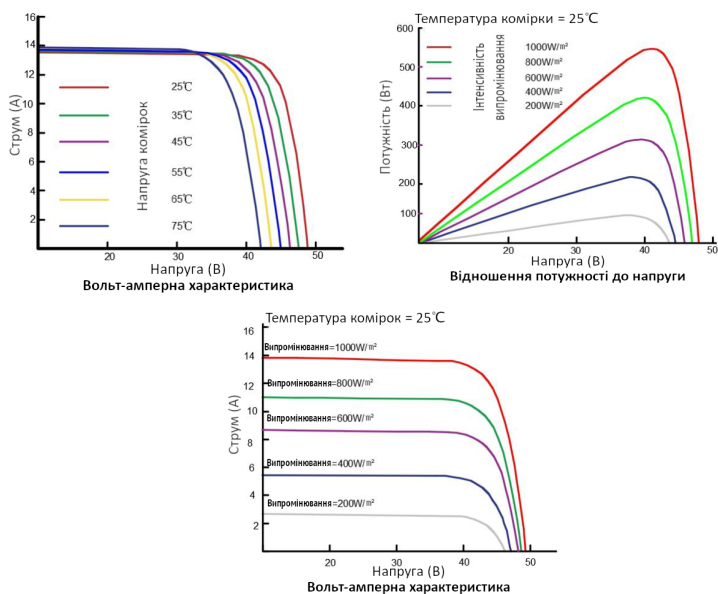 16
14
12
10
8
6
4
2
Струм (А)
Напруга комірок
25℃
35℃
45℃
55℃
65℃
75℃
20
30
40
50
Напруга (В)
Вольт-амперна характеристика
Температура комірки = 25℃
600
500
400
300
200
100
Потужність (Вт)
Інтенсивність
випромінювання
1000W/m²
800W/m²
600W/m²
400W/m²
200W/m²
20
30
40
50
Напруга (В)
Відношення потужності до напруги
Температура комірок = 25℃
16
14
12
10
8
6
4
2
Струм (А)
Випромінювання=1000W/m²
Випромінювання=800W/m²
Випромінювання=600W/m²
Випромінювання=400W/m²
Випромінювання=200W/m²
20
30
40
50
Напруга (В)
Вольт-амперна характеристика